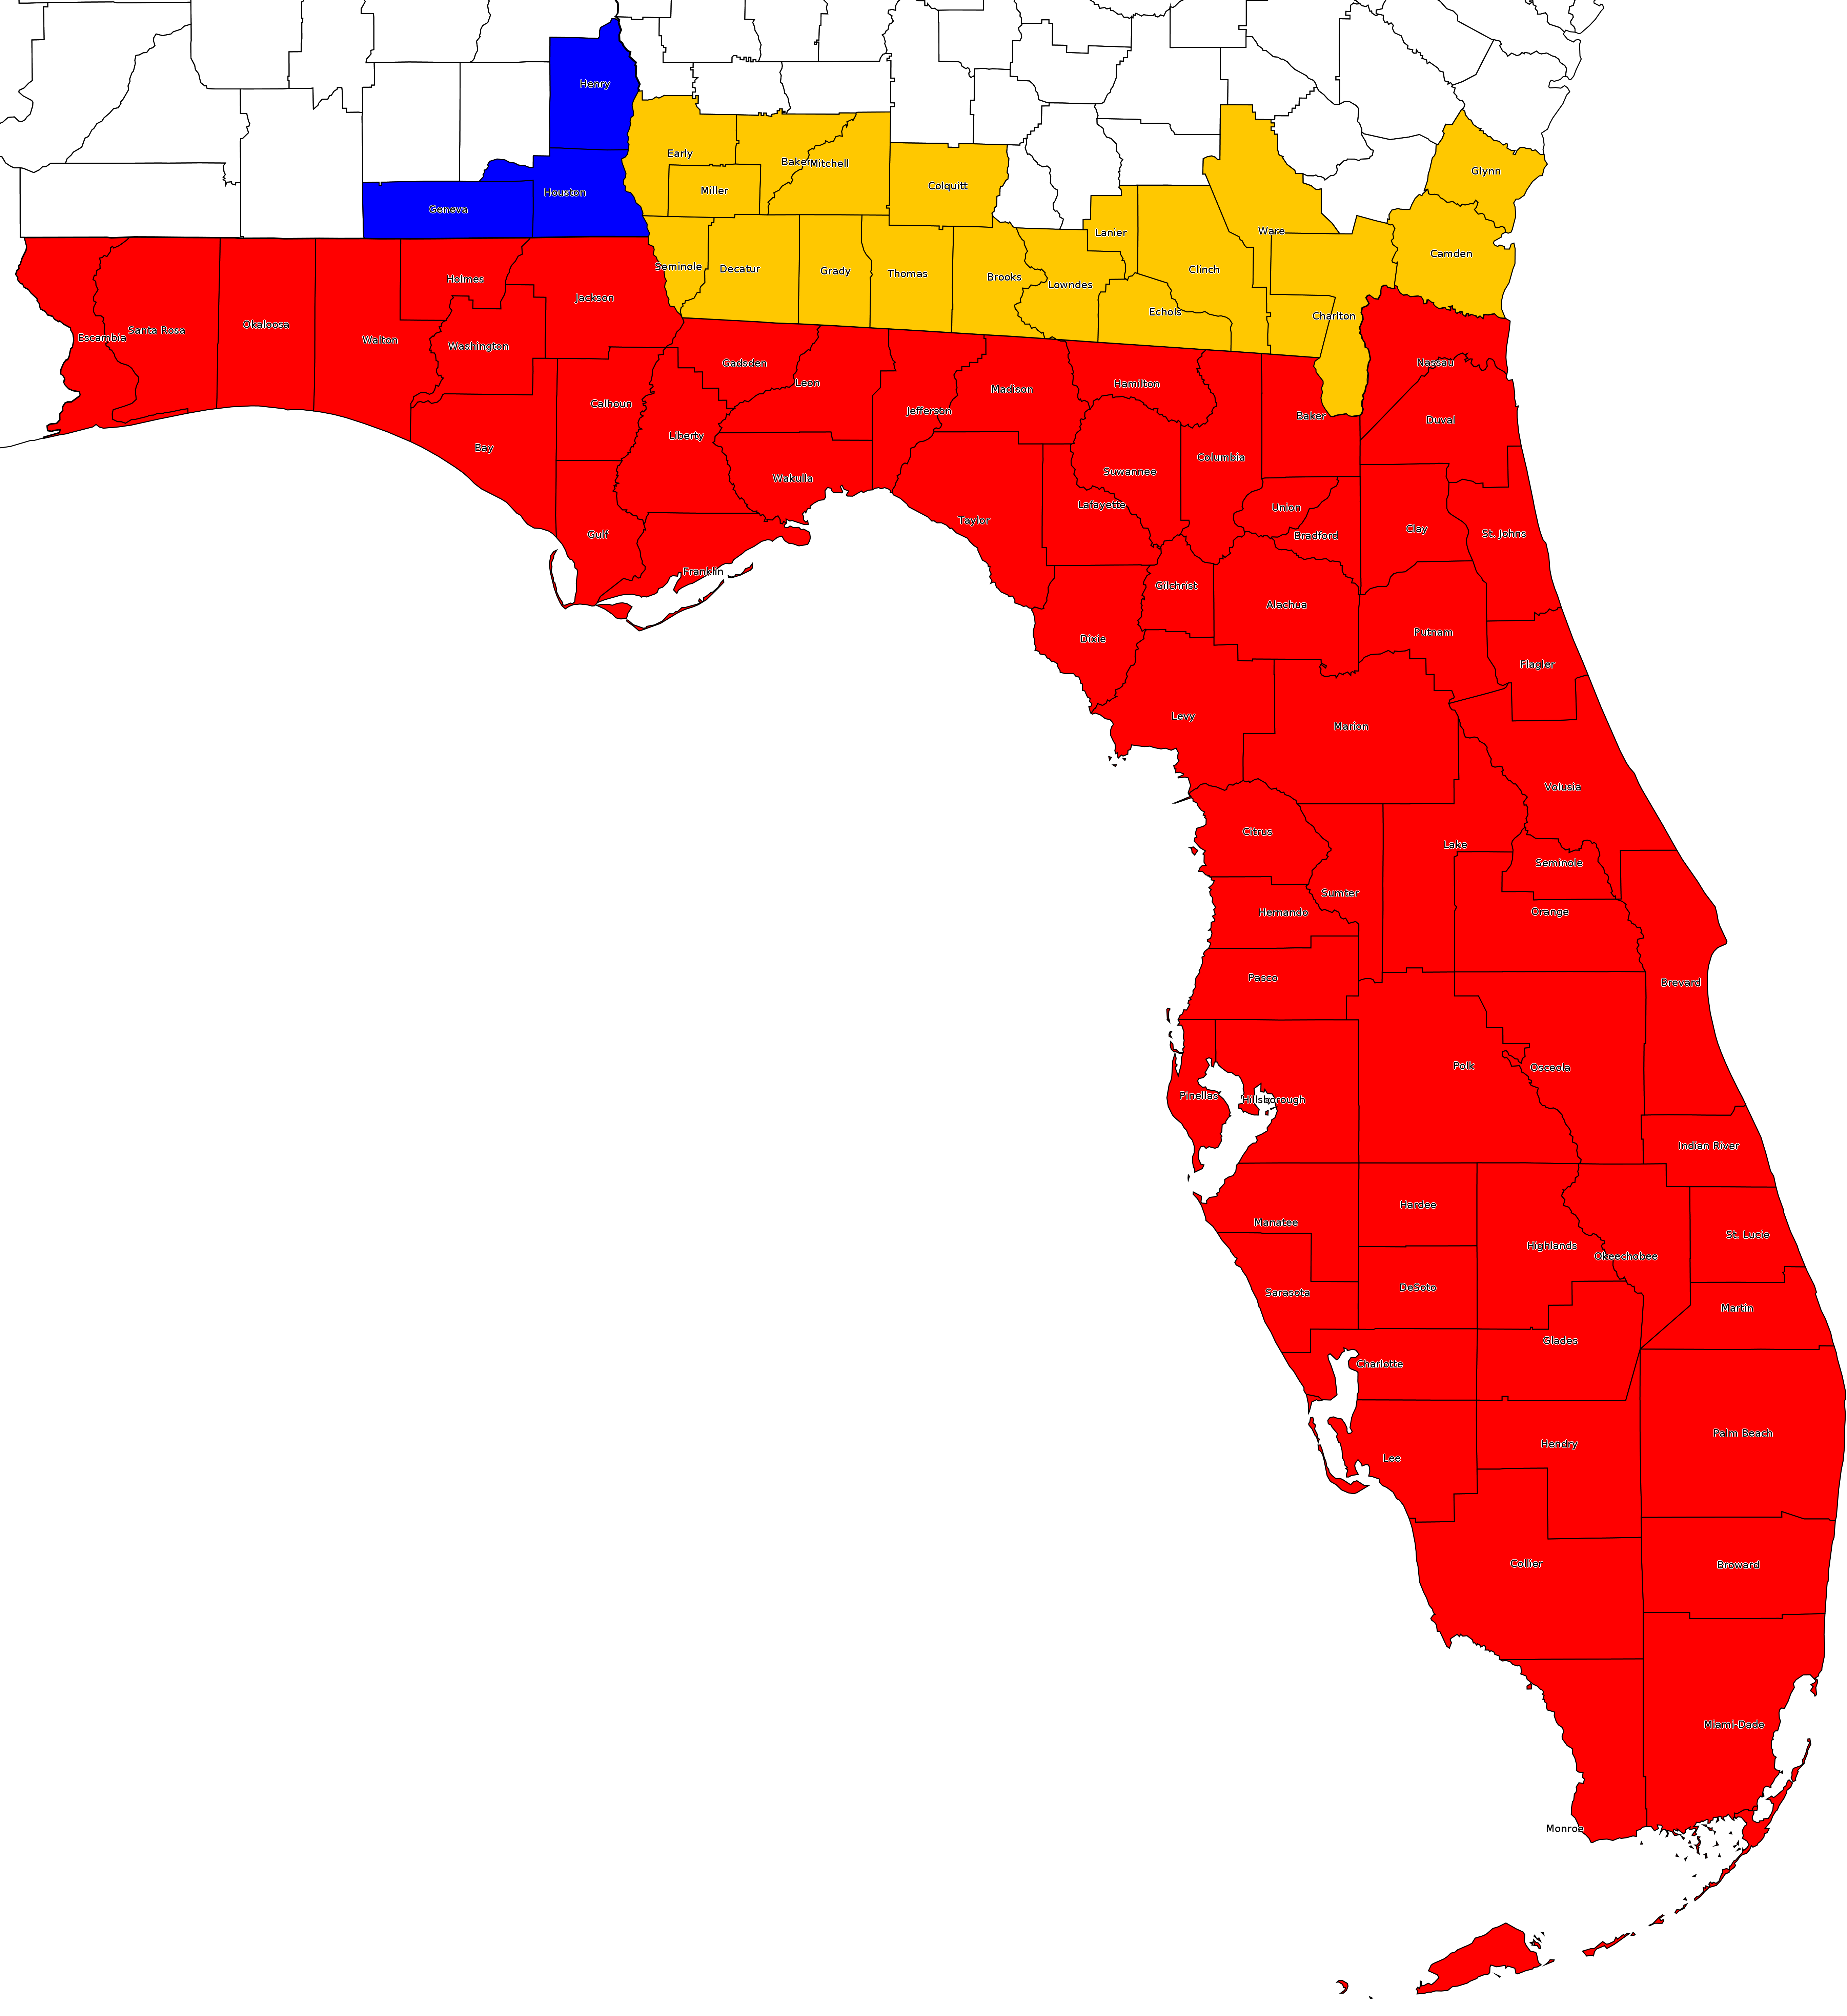 Henry
Early
Baker
Mitchell
Glynn
Miller
Colquitt
Houston
Geneva
Lanier
Ware
Camden
Seminole
Decatur
Grady
Thomas
Brooks
Lowndes
Clinch
Holmes
Jackson
Echols
Charlton
Escambia
Santa Rosa
Okaloosa
Walton
Washington
Gadsden
Leon
Nassau
Madison
Hamilton
Calhoun
Jefferson
Baker
Duval
Liberty
Bay
Columbia
Wakulla
Suwannee
Lafayette
Union
Taylor
Gulf
Bradford
Clay
St. Johns
Franklin
Gilchrist
Alachua
Dixie
Putnam
Flagler
Levy
Marion
Volusia
Citrus
Lake
Seminole
Sumter
Hernando
Orange
Pasco
Brevard
Polk
Osceola
Pinellas
Hillsborough
Indian River
Hardee
Manatee
St. Lucie
Highlands
Okeechobee
Sarasota
DeSoto
Martin
Glades
Charlotte
Palm Beach
Hendry
Lee
Collier
Broward
Miami-Dade
Monroe